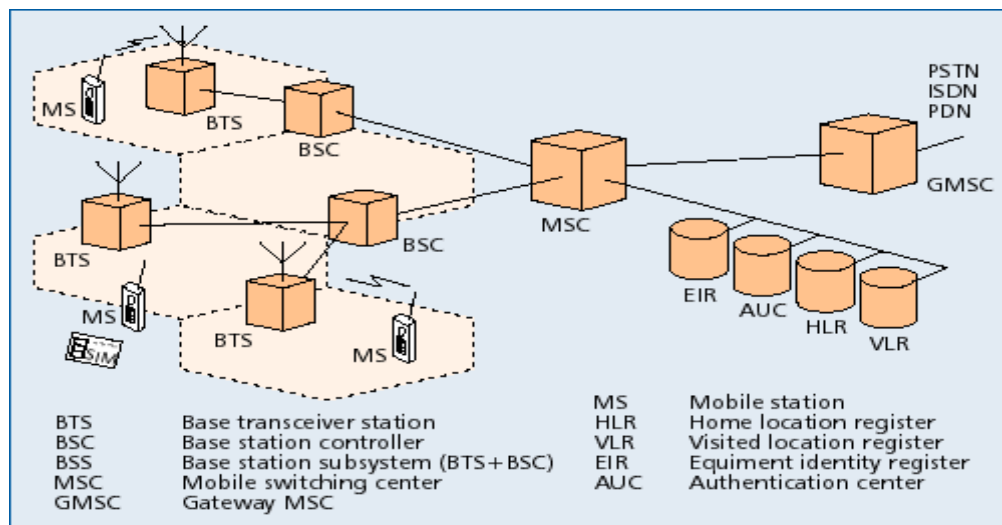 PSTN
ISDN
PDN
MS
BTS
BSC
GMSC
MSC
BTS
BSC
EIR
AUC
HLR
VLR
MS
SIM
BTS
MS
BTS Base transceiver station
BSC Base station controller
BSS Base station subsystem (BTS+BSC)
MSC Mobile switching center
GMSC Gateway MSC
MS Mobile station
HLR Home location register
VLR Visited location register
EIR Equiment identity register
AUC Authentication center